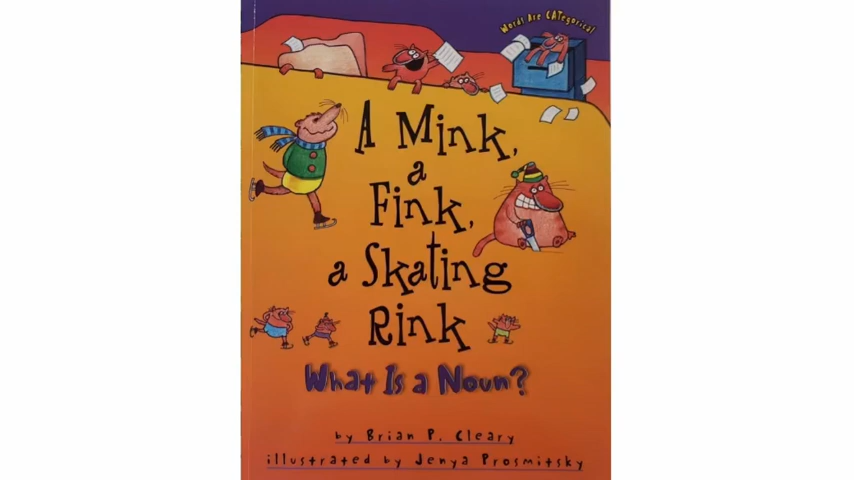 Words Are CATegorical
A Mink,
a
Fink,
a Skating
Rink
What Is a Noun?
by Brian P. Cleary
illustrated by Jenya Prosmitsky